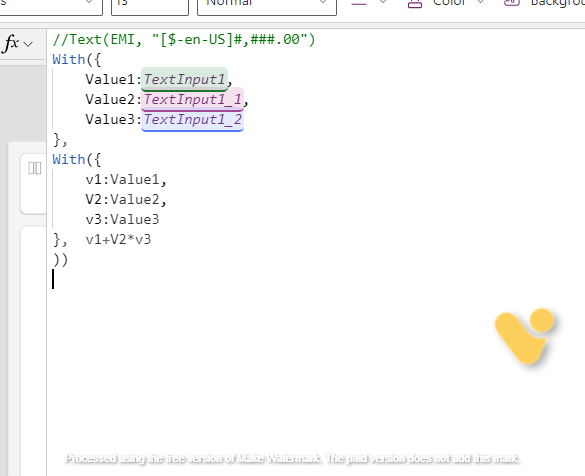 s 13 Normal Color Backgrou
fx
//Text(EMI, "[$-en-US]#,###.00")
With({
Value1:TextInput1,
Value2:TextInput1_1,
Value3:TextInput1_2
},
With({
v1:Value1,
V2:Value2,
v3:Value3
}, v1+V2*v3
))
Processed using the free version of Make Watermark. The paid version does not add this mark.